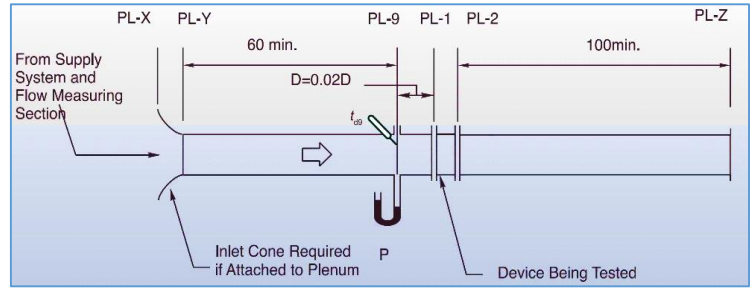 PL-X PL-Y PL-9 PL-1 PL-2 PL-Z
60 min. 100min.
From Supply
System and
Flow Measuring
Section
D=0.02D
t d9
Inlet Cone Required
if Attached to Plenum
P
Device Being Tested